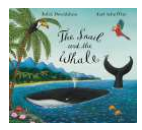 Julia Donaldson Axel Scheffler
The Snail
and the
Whale